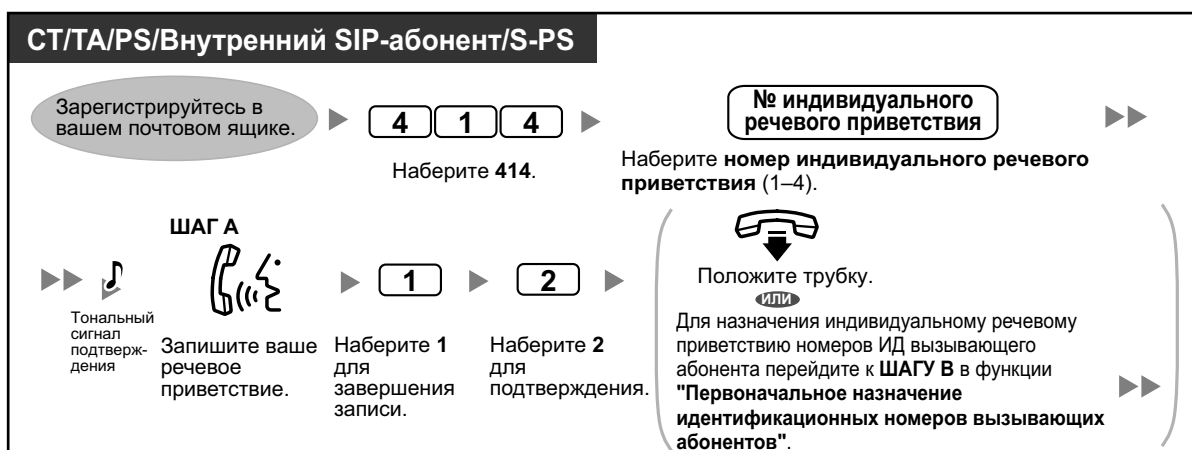 CT/TA/PS/Внутренний SIP-абонент/S-PS
Зарегистрируйтесь в
вашем почтовом ящике.
4 1 4
Наберите 414.
№ индивидуального
речевого приветствия
Наберите номер индивидуального речевого
приветствия (1–4).
ШАГ A
Тональный
сигнал
подтверж-
дения
Запишите ваше
речевое
приветствие.
1
Наберите 1
для
завершения
записи.
2
Наберите 2
для
подтверждения.
Положите трубку.
или
Для назначения индивидуальному речевому
приветствию номеров ИД вызывающего
абонента перейдите к ШАГУ B в функции
"Первоначальное назначение
идентификационных номеров вызывающих
абонентов".